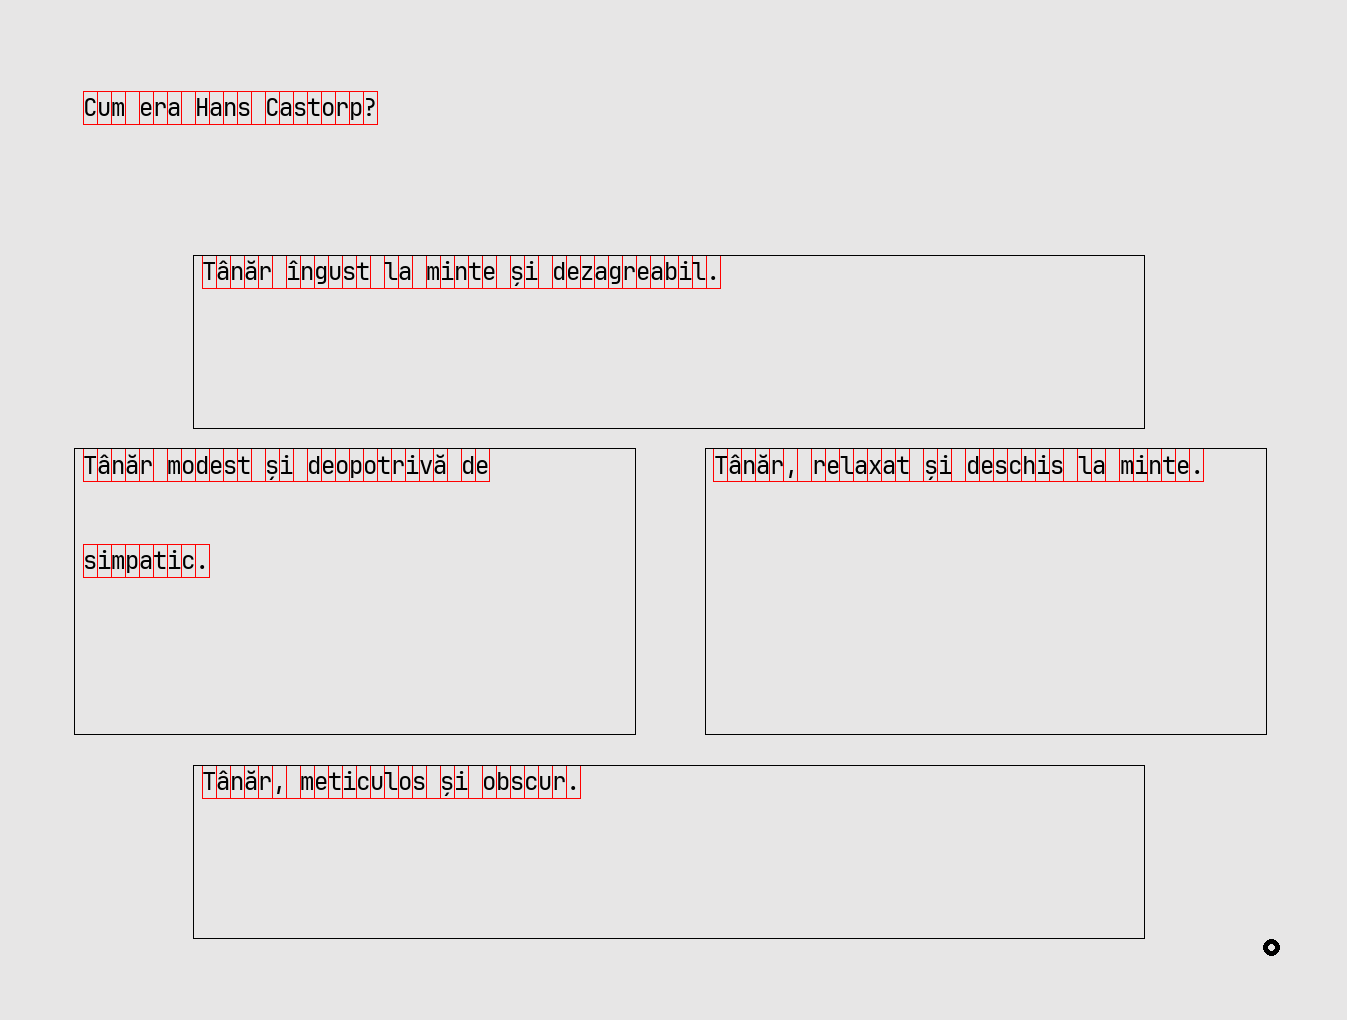 Cum era Hans Castorp?
Tânăr îngust la minte și dezagreabil.
Tânăr modest și deopotrivă de
simpatic.
Tânăr, relaxat și deschis la minte.
Tânăr, meticulos și obscur.